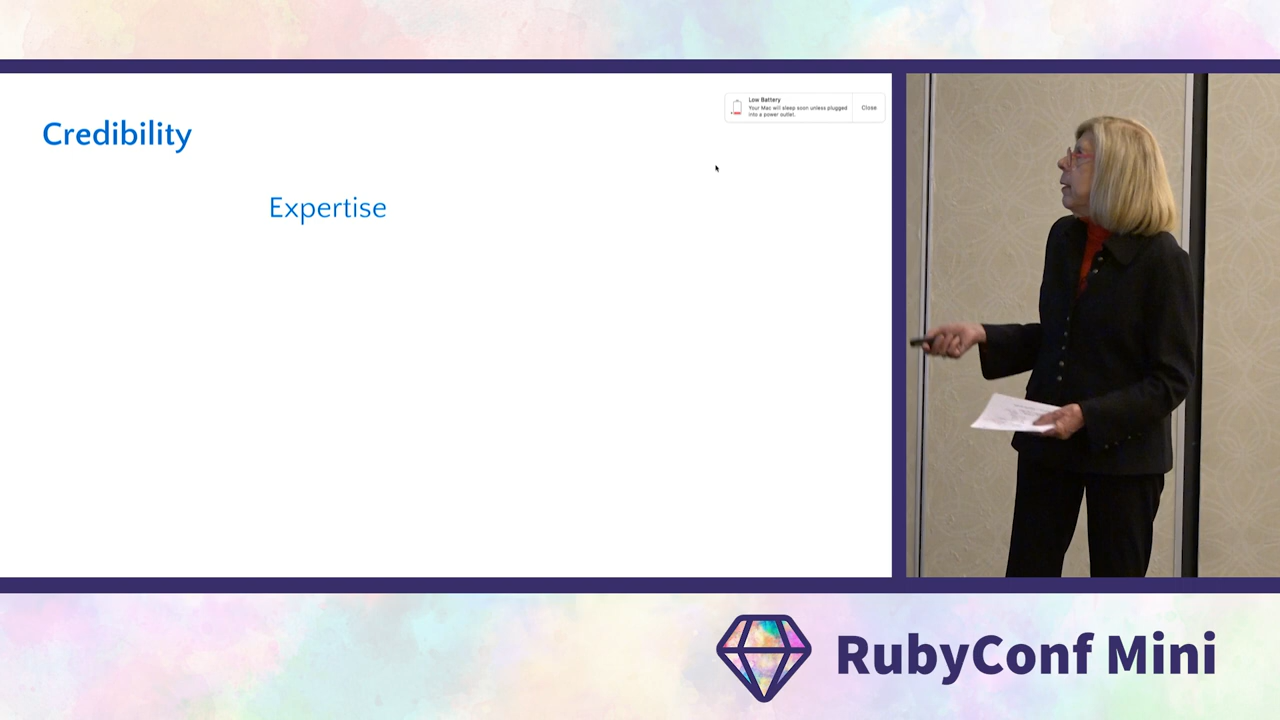 Credibility
Expertise
Low Battery
Your Mac will sleep soon unless plugged
into a power outlet.
Close
RubyConf Mini